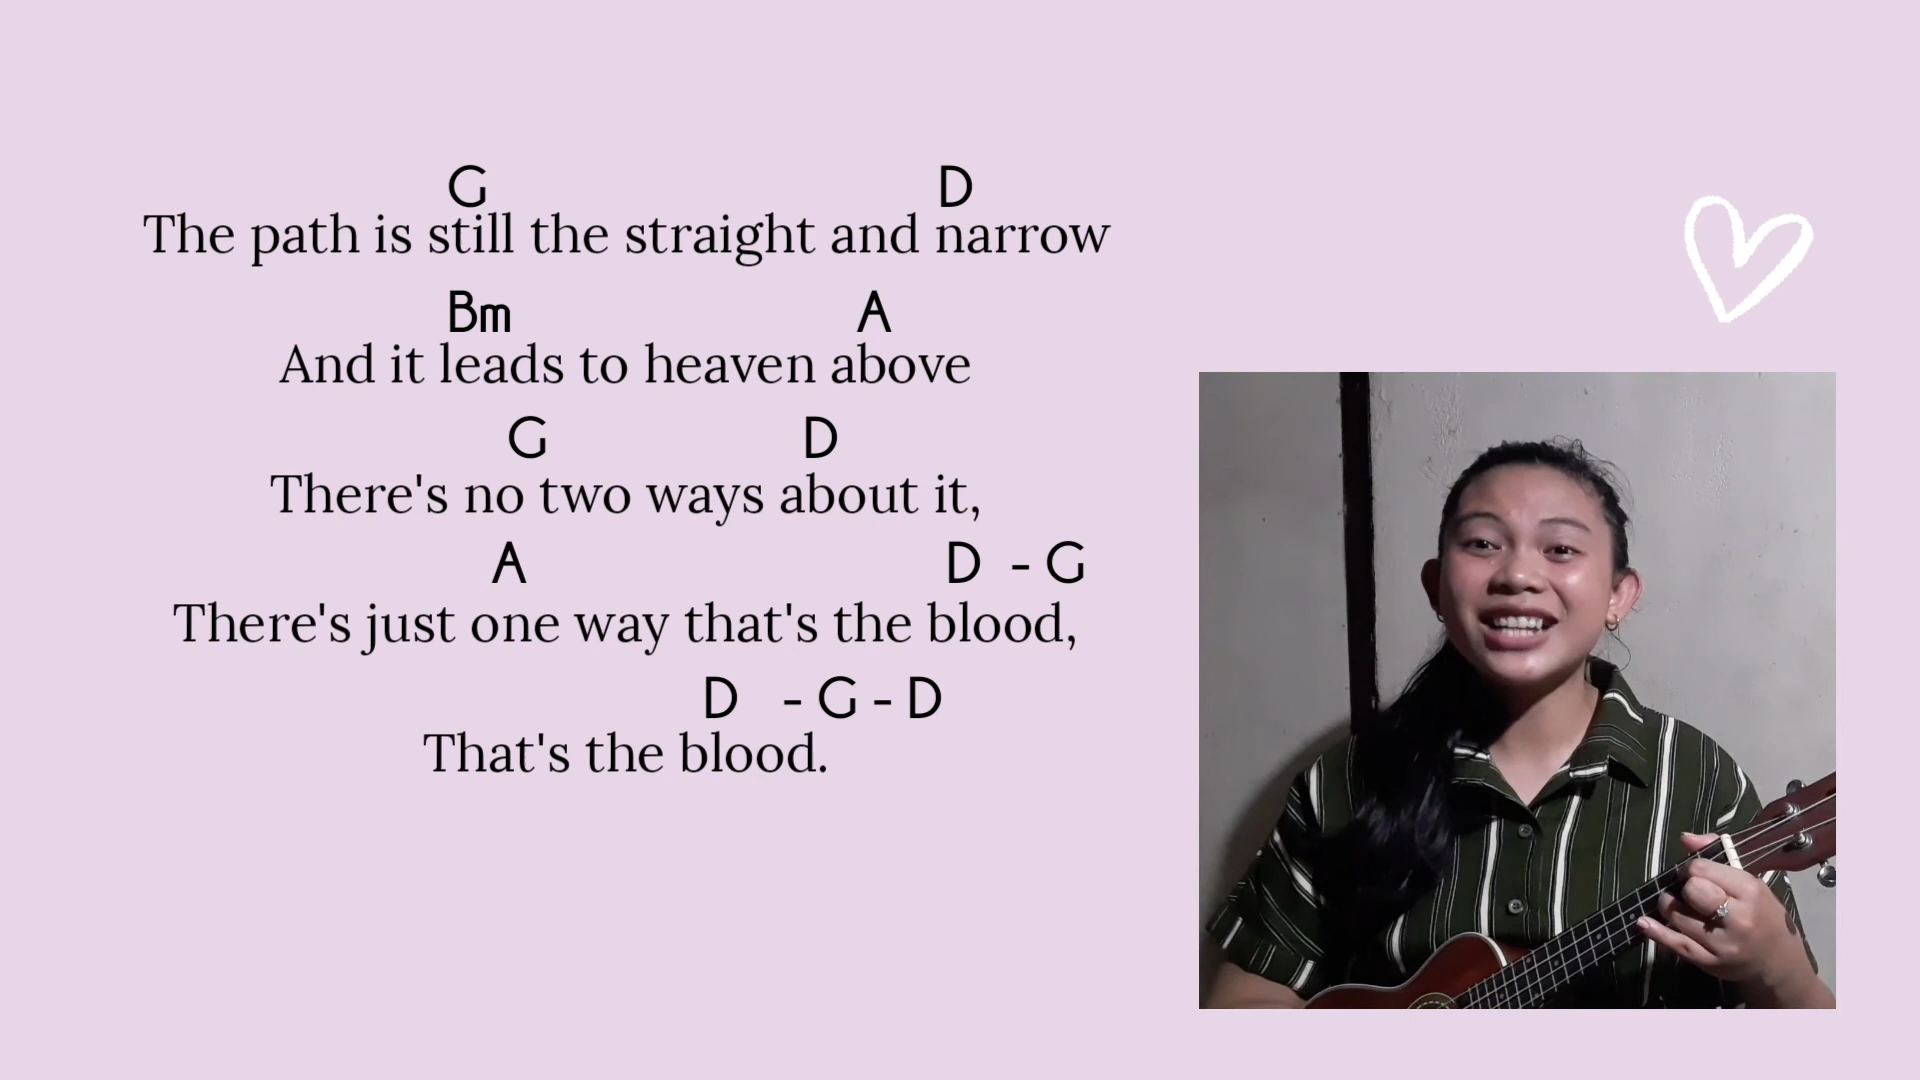 G D
The path is still the straight and narrow
Bm A
And it leads to heaven above
G D
There's no two ways about it,
A D - G
There's just one way that's the blood,
D - G - D
That's the blood.